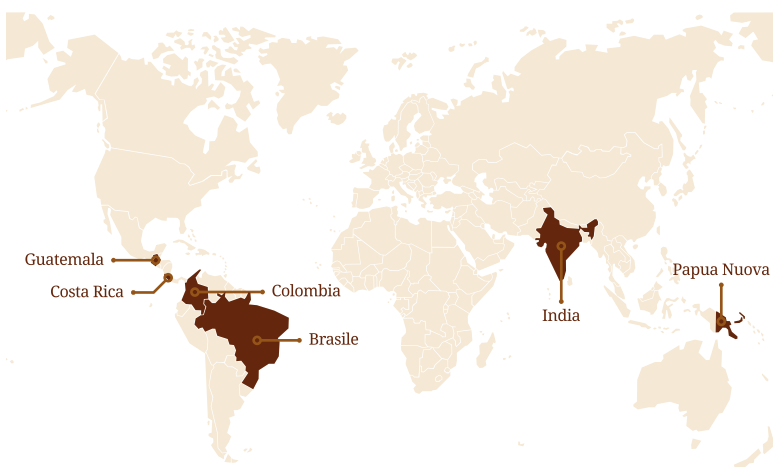 Guatemala
Costa Rica
Colombia
Brasile
India
Papua Nuova